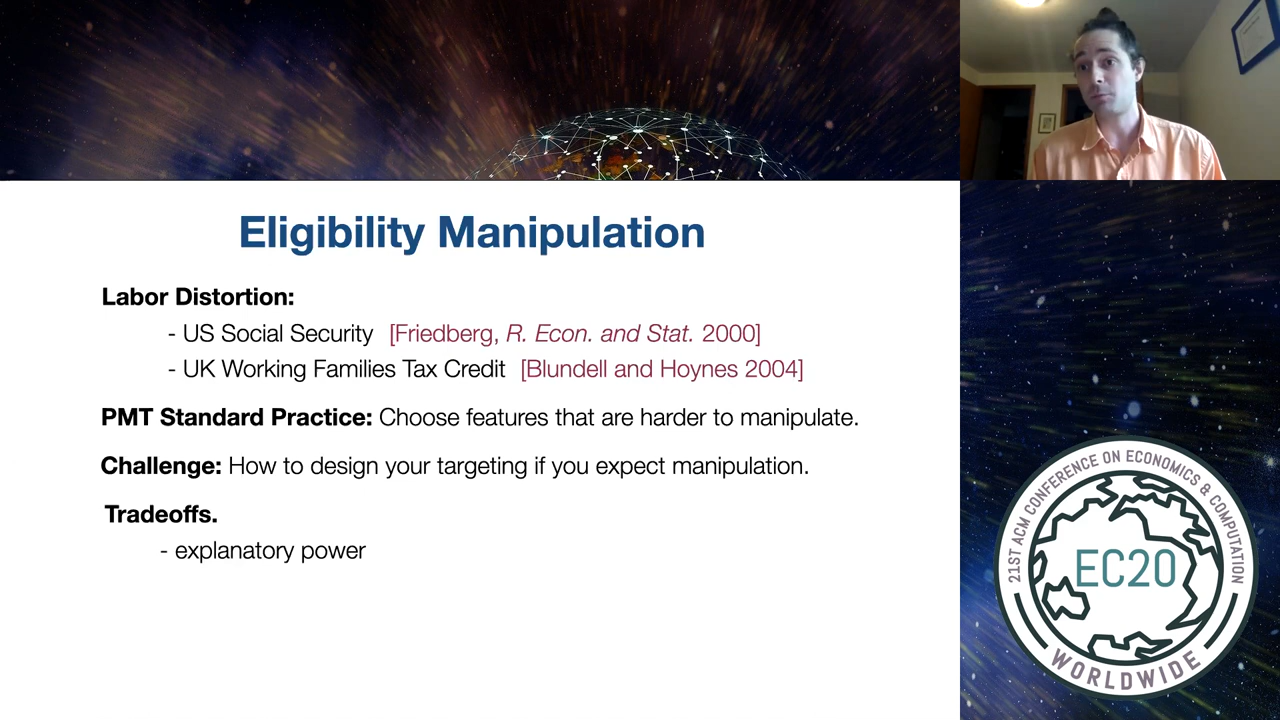 Eligibility Manipulation
Labor Distortion:
- US Social Security [Friedberg, R. Econ. and Stat. 2000]
- UK Working Families Tax Credit [Blundell and Hoynes 2004]
PMT Standard Practice: Choose features that are harder to manipulate.
Challenge: How to design your targeting if you expect manipulation.
Tradeoffs.
- explanatory power
21ST ACM CONFERENCE ON ECONOMICS & COMPUTATION
EC20
WORLDWIDE